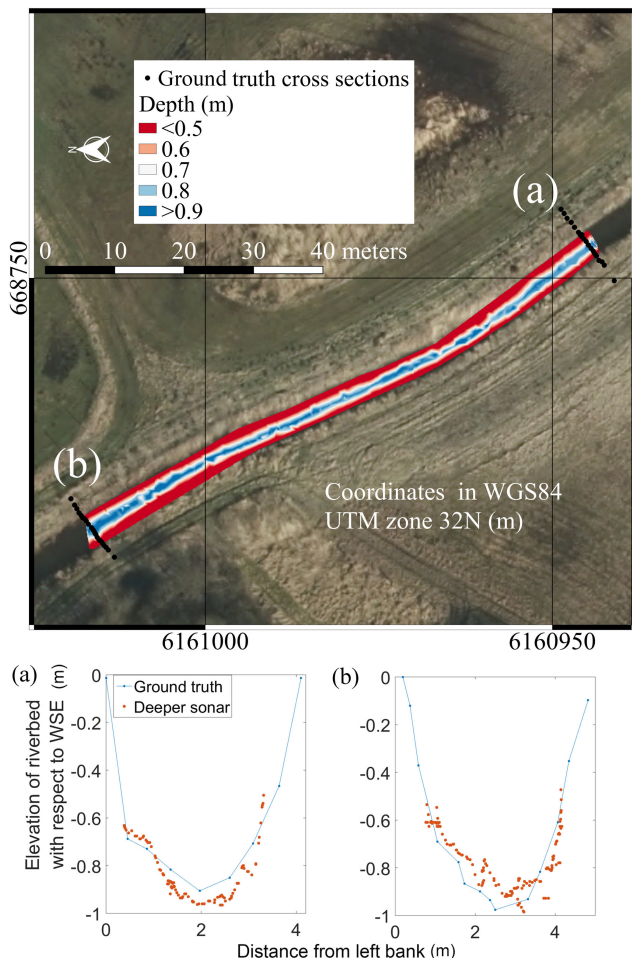 • Ground truth cross sections
Depth (m)
<0.5
0.6
0.7
0.8
>0.9
N
(a)
0 10 20 30 40 meters
668750
(b)
Coordinates in WGS84
UTM zone 32N (m)
6161000 6160950
(a)
Ground truth
Deeper sonar
0
-0.2
-0.4
-0.6
-0.8
-1
0 2 4
(b)
0
-0.2
-0.4
-0.6
-0.8
-1
0 2 4
Elevation of riverbed
with respect to WSE (m)
Distance from left bank (m)